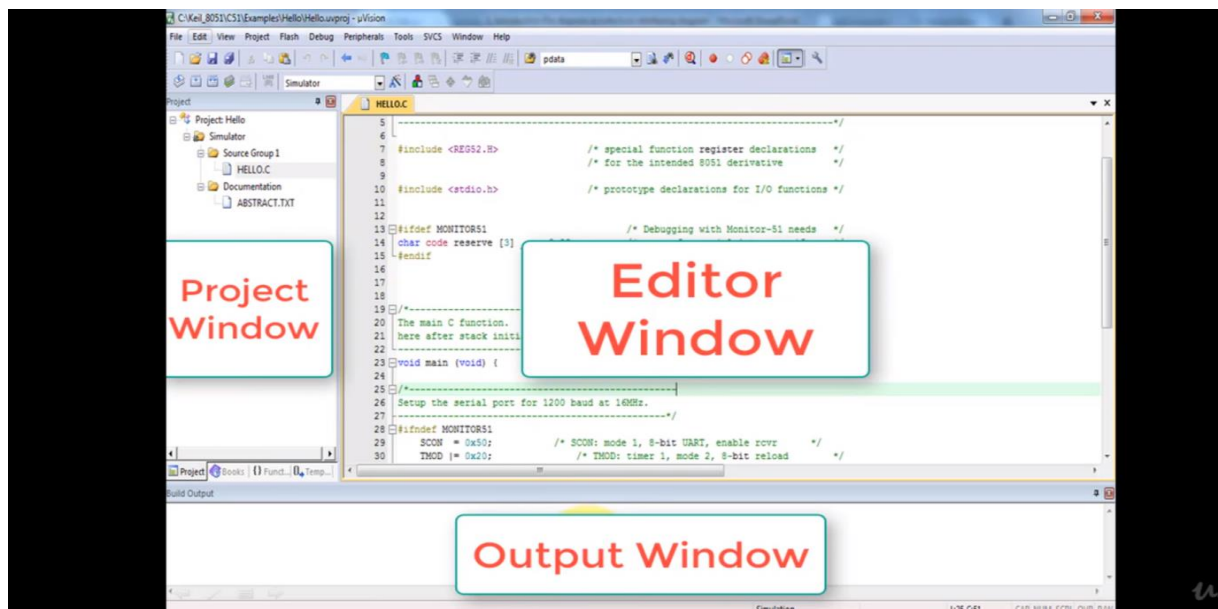 C:\Keil_8051\C51\Examples\Hello\Hello.uvproj - µVision
File Edit View Project Flash Debug Peripherals Tools SVCS Window Help
pdata
Simulator
Project
Project: Hello
Simulator
Source Group 1
HELLO.C
Documentation
ABSTRACT.TXT
Project Window
Project Books {} Funct... Temp...
HELLO.C
5 ------------------------------------------------------------------------------*/
6
7 #include <REG52.H> /* special function register declarations */
8 /* for the intended 8051 derivative */
9
10 #include <stdio.h> /* prototype declarations for I/O functions */
11
12
13 #ifdef MONITOR51 /* Debugging with Monitor-51 needs */
14 char code reserve [3]
15 #endif
16
17
18
19 /*------------------------
20 The main C function.
21 here after stack initi
22 ------------------------
23 void main (void) {
24
25 /*------------------------------------------------
26 Setup the serial port for 1200 baud at 16MHz.
27 ------------------------------------------------*/
28 #ifndef MONITOR51
29 SCON = 0x50; /* SCON: mode 1, 8-bit UART, enable rcvr */
30 TMOD |= 0x20; /* TMOD: timer 1, mode 2, 8-bit reload */
Editor
Window
Build Output
Output Window
Simulation
L:25 C:51 CAP NUM SCRL OVR R/W